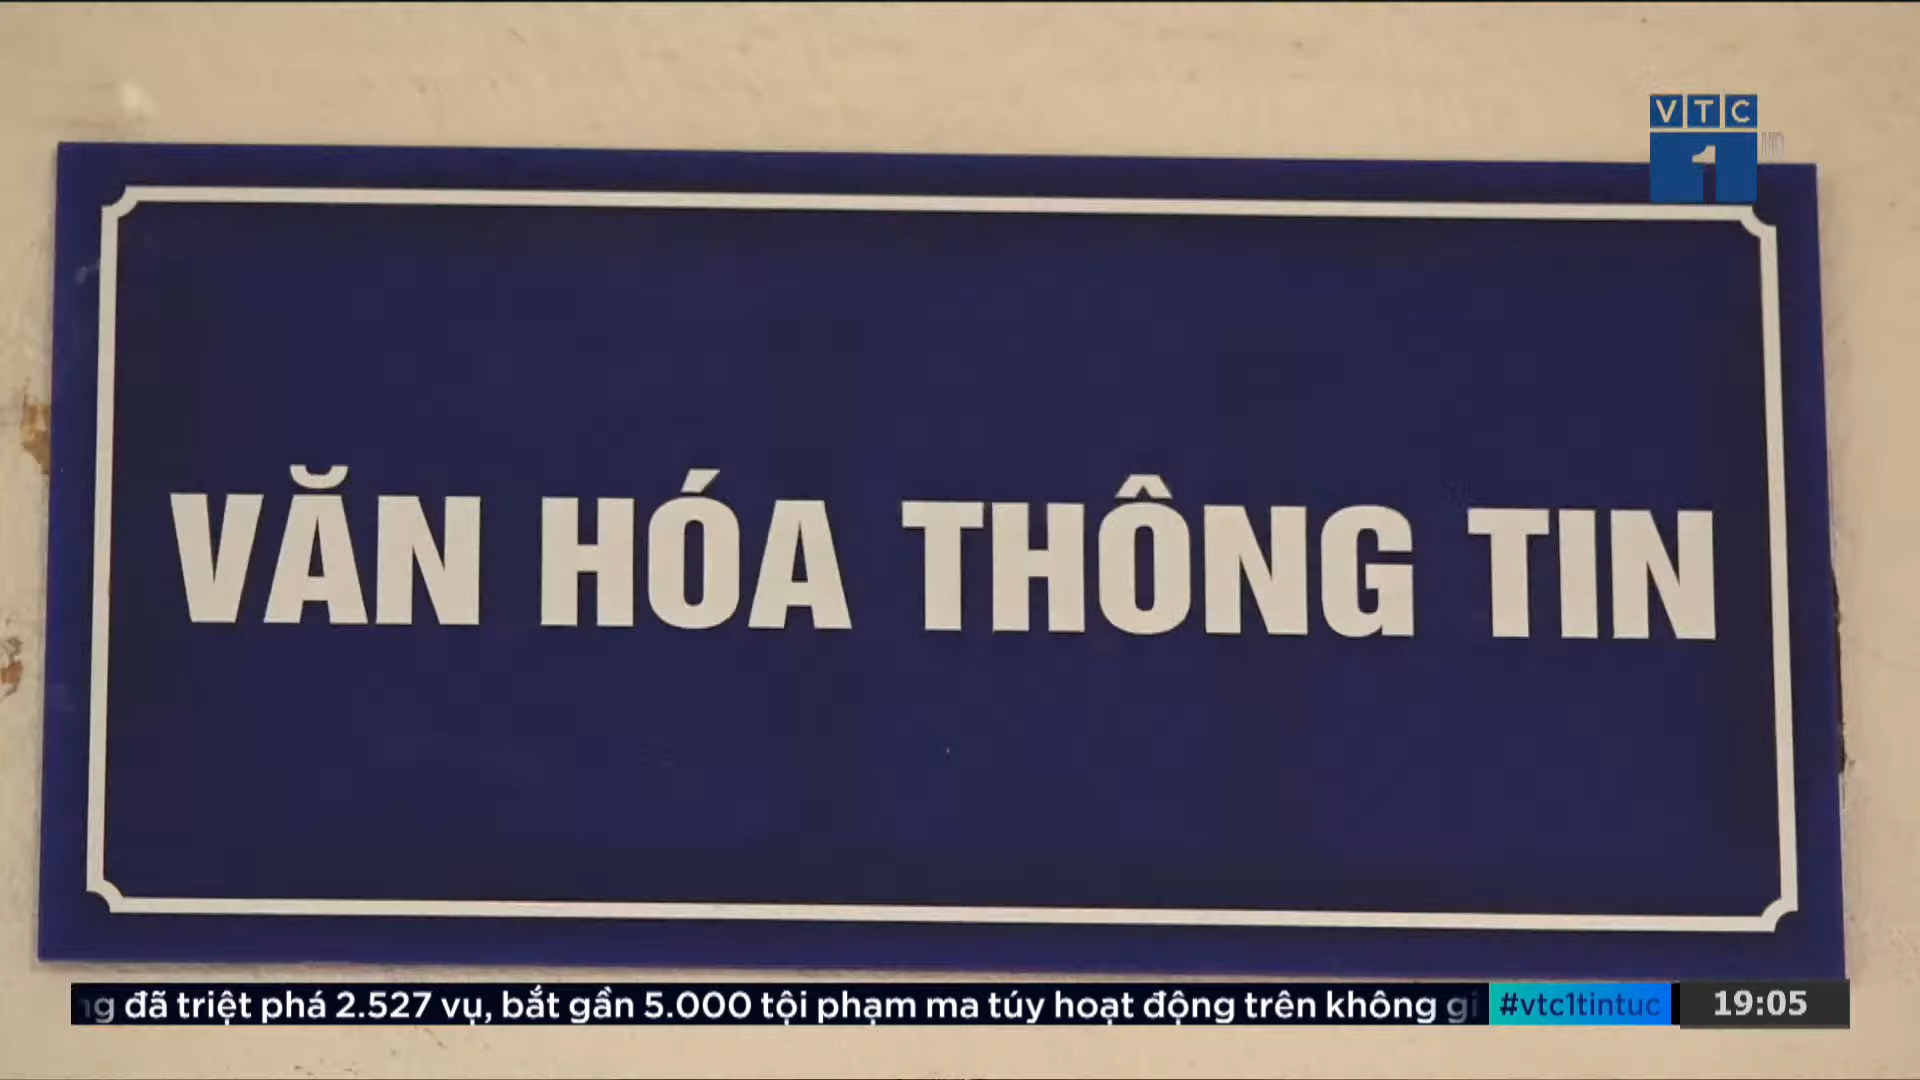 VTC
1
HD
VĂN HÓA THÔNG TIN
đã triệt phá 2.527 vụ, bắt gần 5.000 tội phạm ma túy hoạt động trên không
#vtc1tintuc
19:05